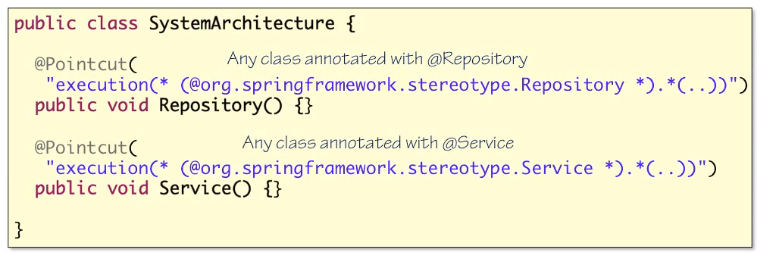 public class SystemArchitecture {
@Pointcut( Any class annotated with @Repository
"execution(* (@org.springframework.stereotype.Repository *).*(..))")
public void Repository() {}
@Pointcut( Any class annotated with @Service
"execution(* (@org.springframework.stereotype.Service *).*(..))")
public void Service() {}
}